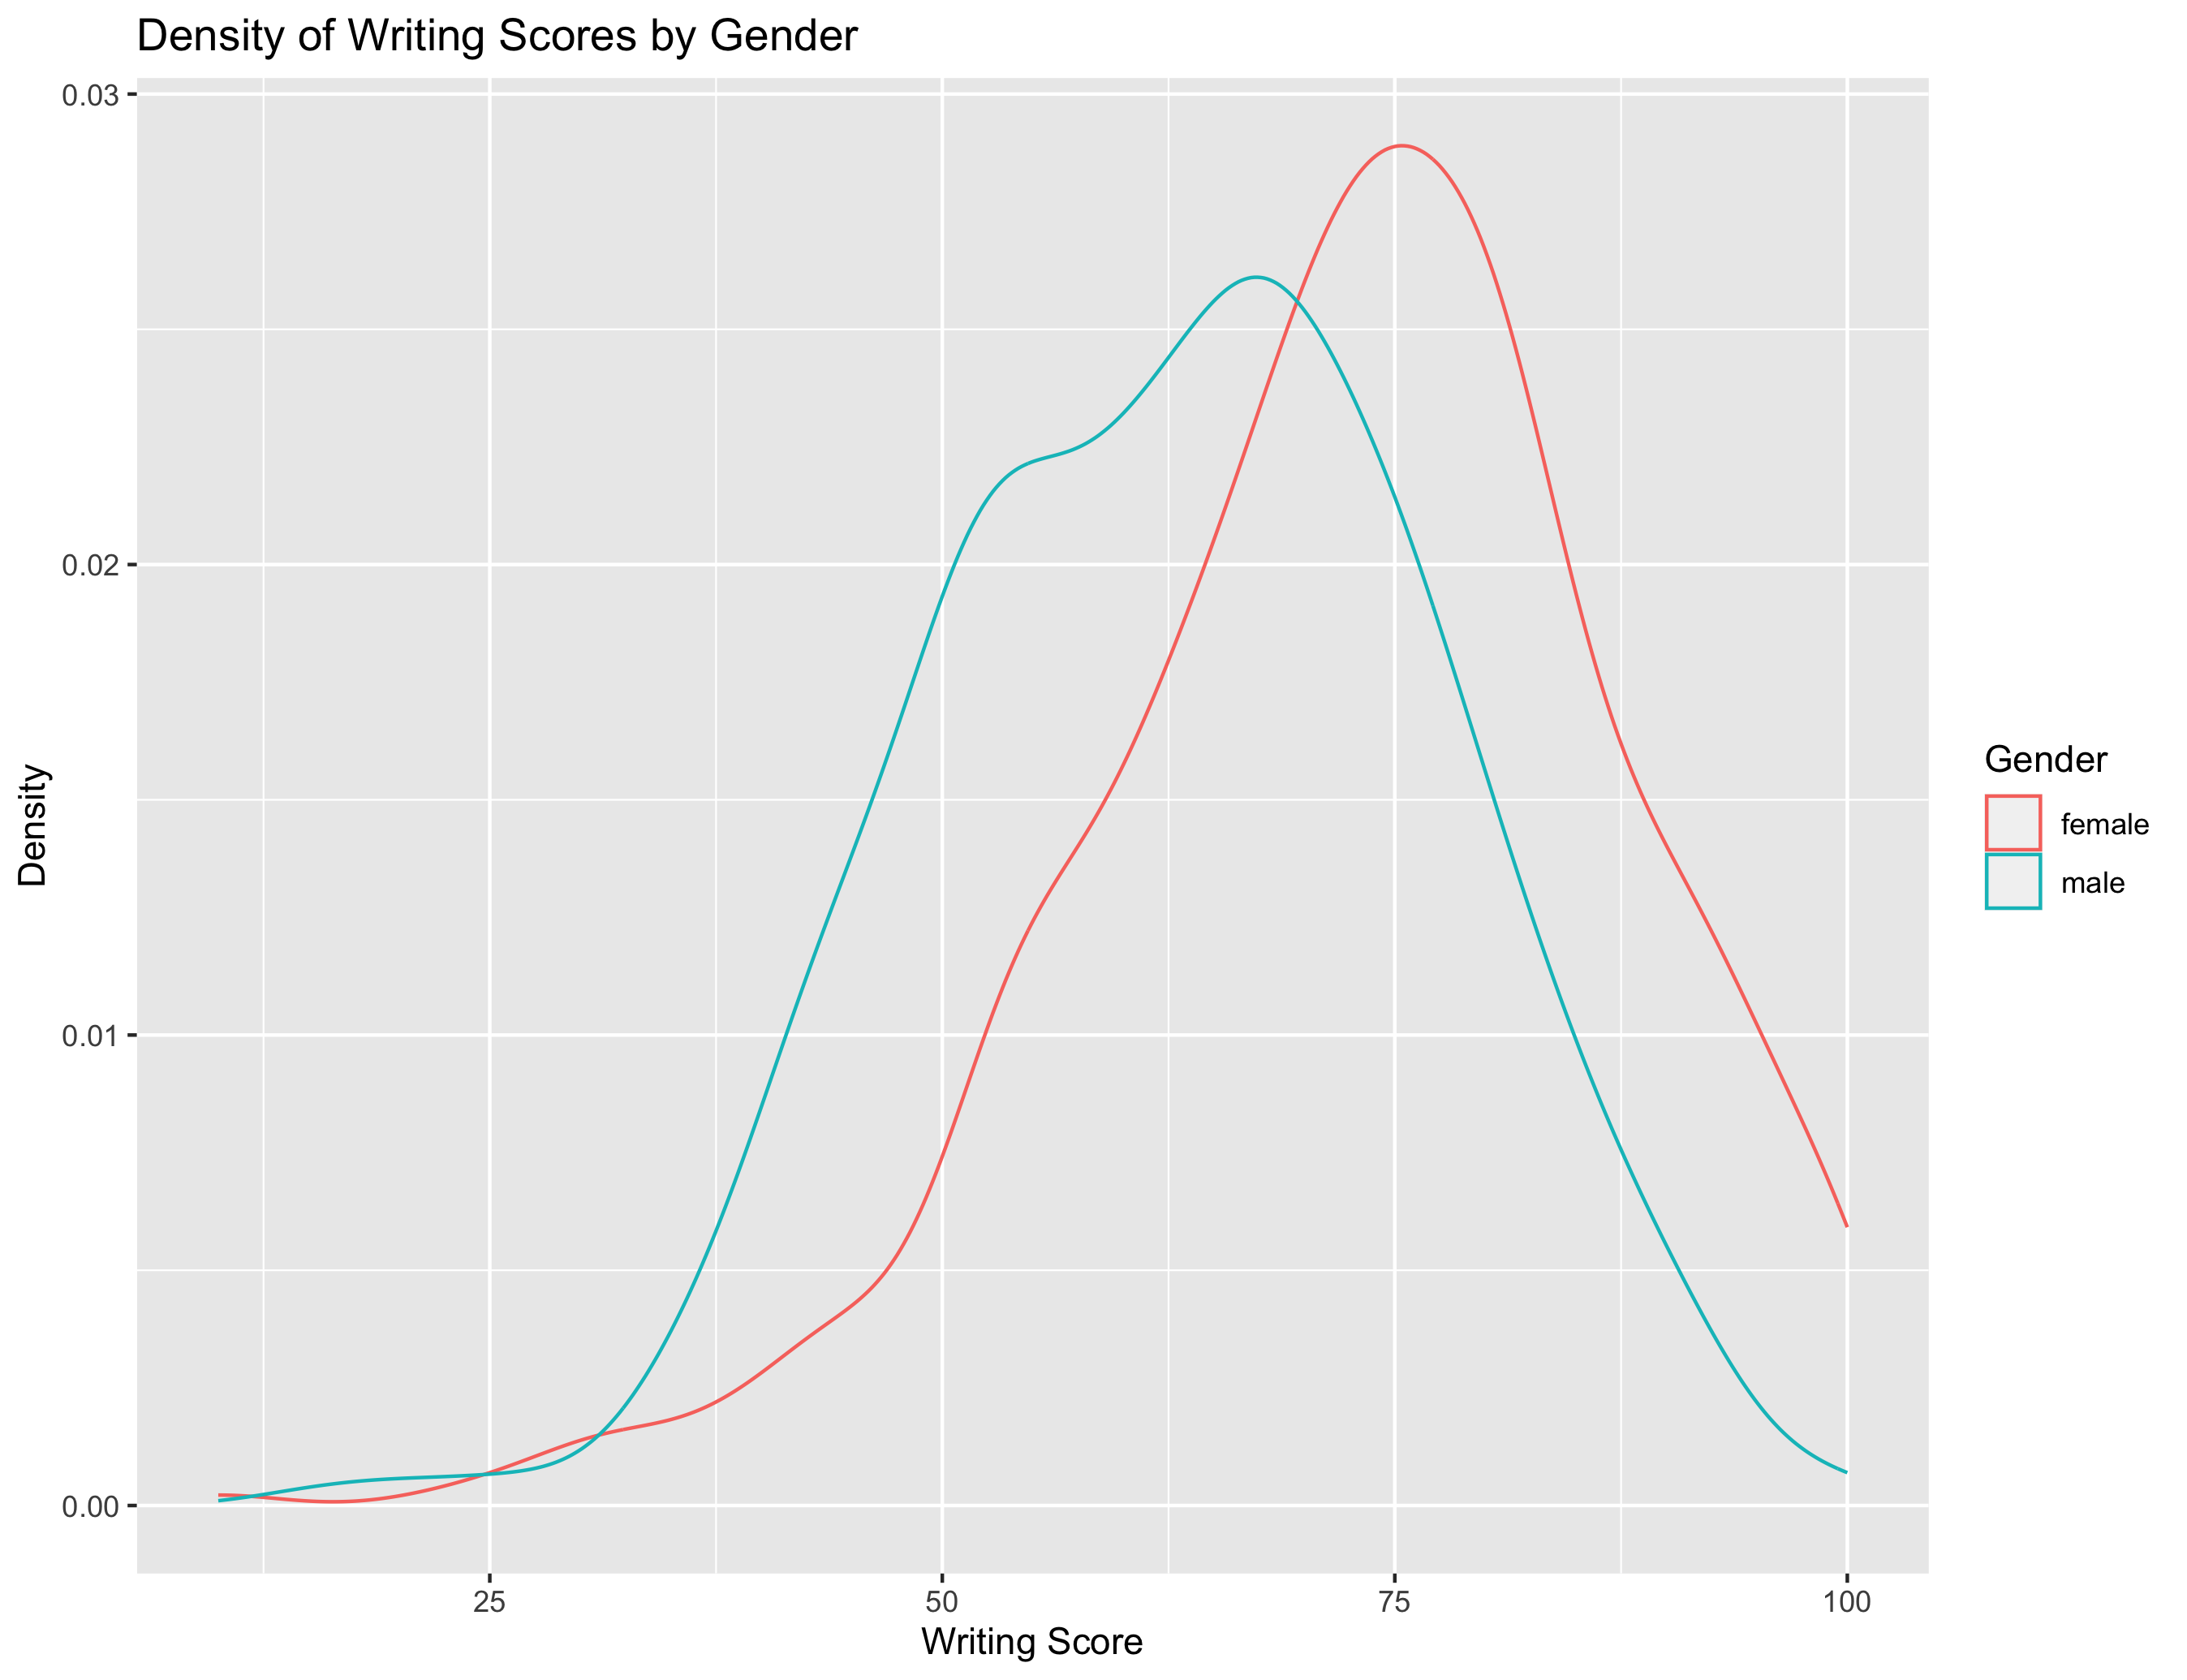 Density of Writing Scores by Gender
0.03
0.02
0.01
0.00
Density
25 50 75 100
Writing Score
Gender
female
male